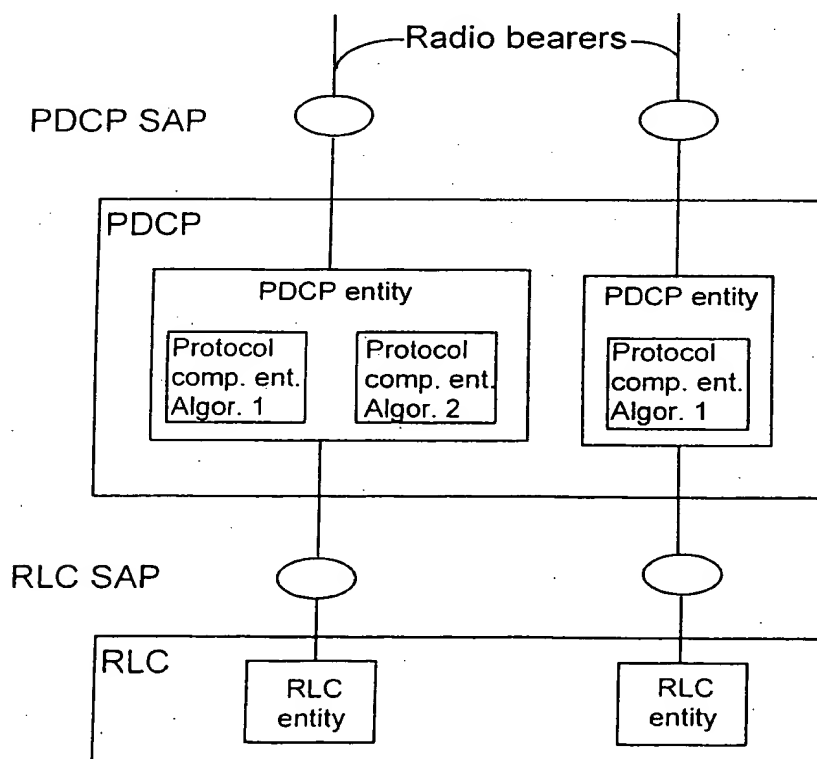 Radio bearers
PDCP SAP
PDCP
PDCP entity
Protocol
comp. ent.
Algor. 1
Protocol
comp. ent.
Algor. 2
PDCP entity
Protocol
comp. ent.
Algor. 1
RLC SAP
RLC
RLC
entity
RLC
entity